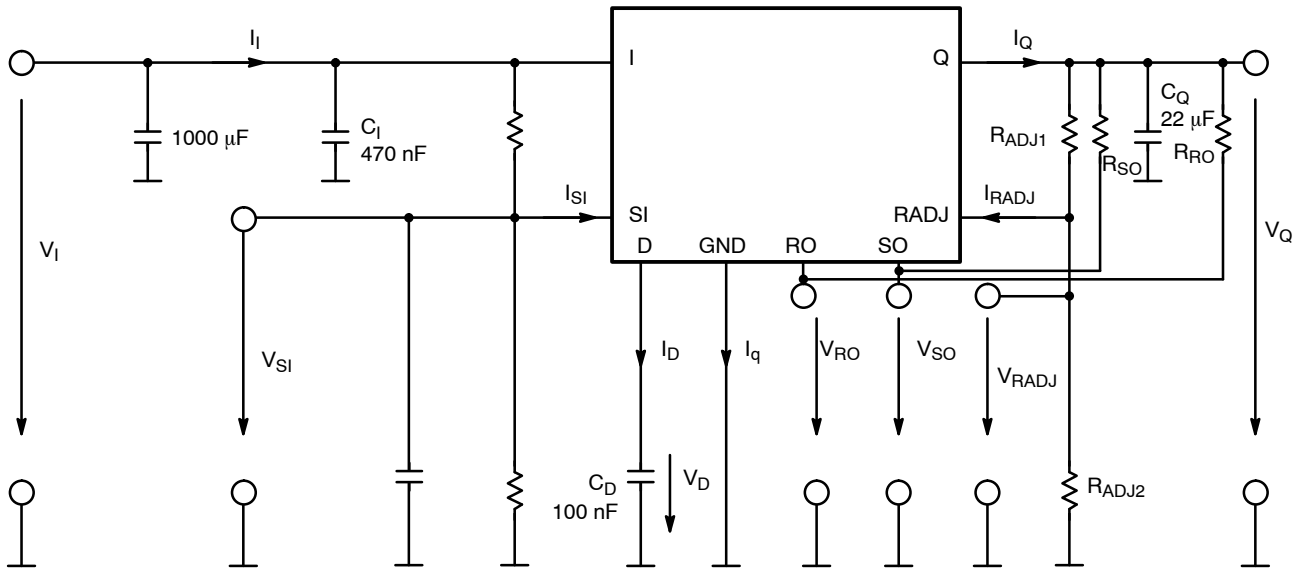 I_I
I
Q
I_Q
1000 μF
C_I
470 nF
R_ADJ1
R_SO
C_Q
22 μF
R_RO
I_SI
SI
RADJ
I_RADJ
D
GND
RO
SO
V_I
V_SI
I_D
I_q
V_RO
V_SO
V_RADJ
V_Q
C_D
100 nF
V_D
R_ADJ2